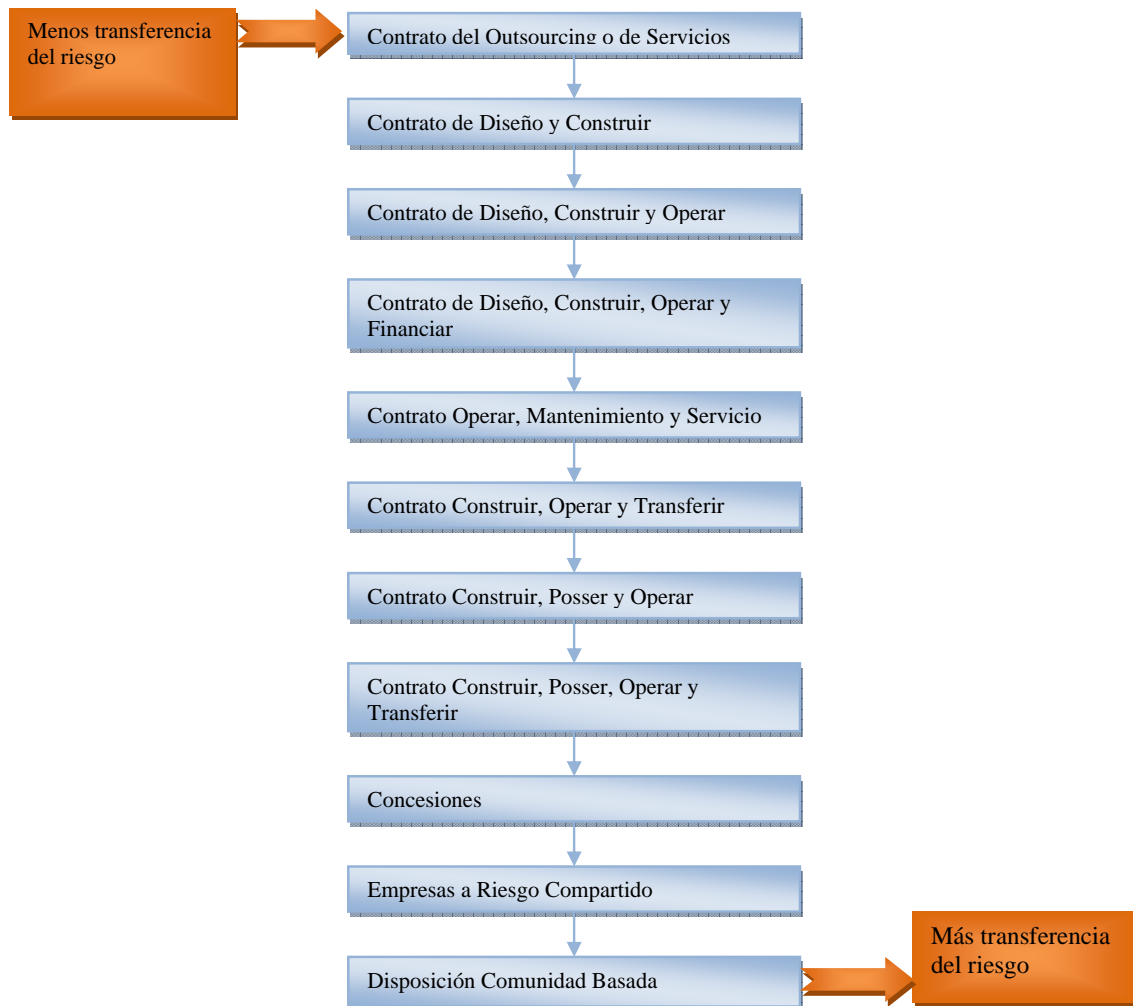 Menos transferencia
del riesgo
Contrato del Outsourcing o de Servicios
Contrato de Diseño y Construir
Contrato de Diseño, Construir y Operar
Contrato de Diseño, Construir, Operar y
Financiar
Contrato Operar, Mantenimiento y Servicio
Contrato Construir, Operar y Transferir
Contrato Construir, Posser y Operar
Contrato Construir, Posser, Operar y
Transferir
Concesiones
Empresas a Riesgo Compartido
Disposición Comunidad Basada
Más transferencia
del riesgo